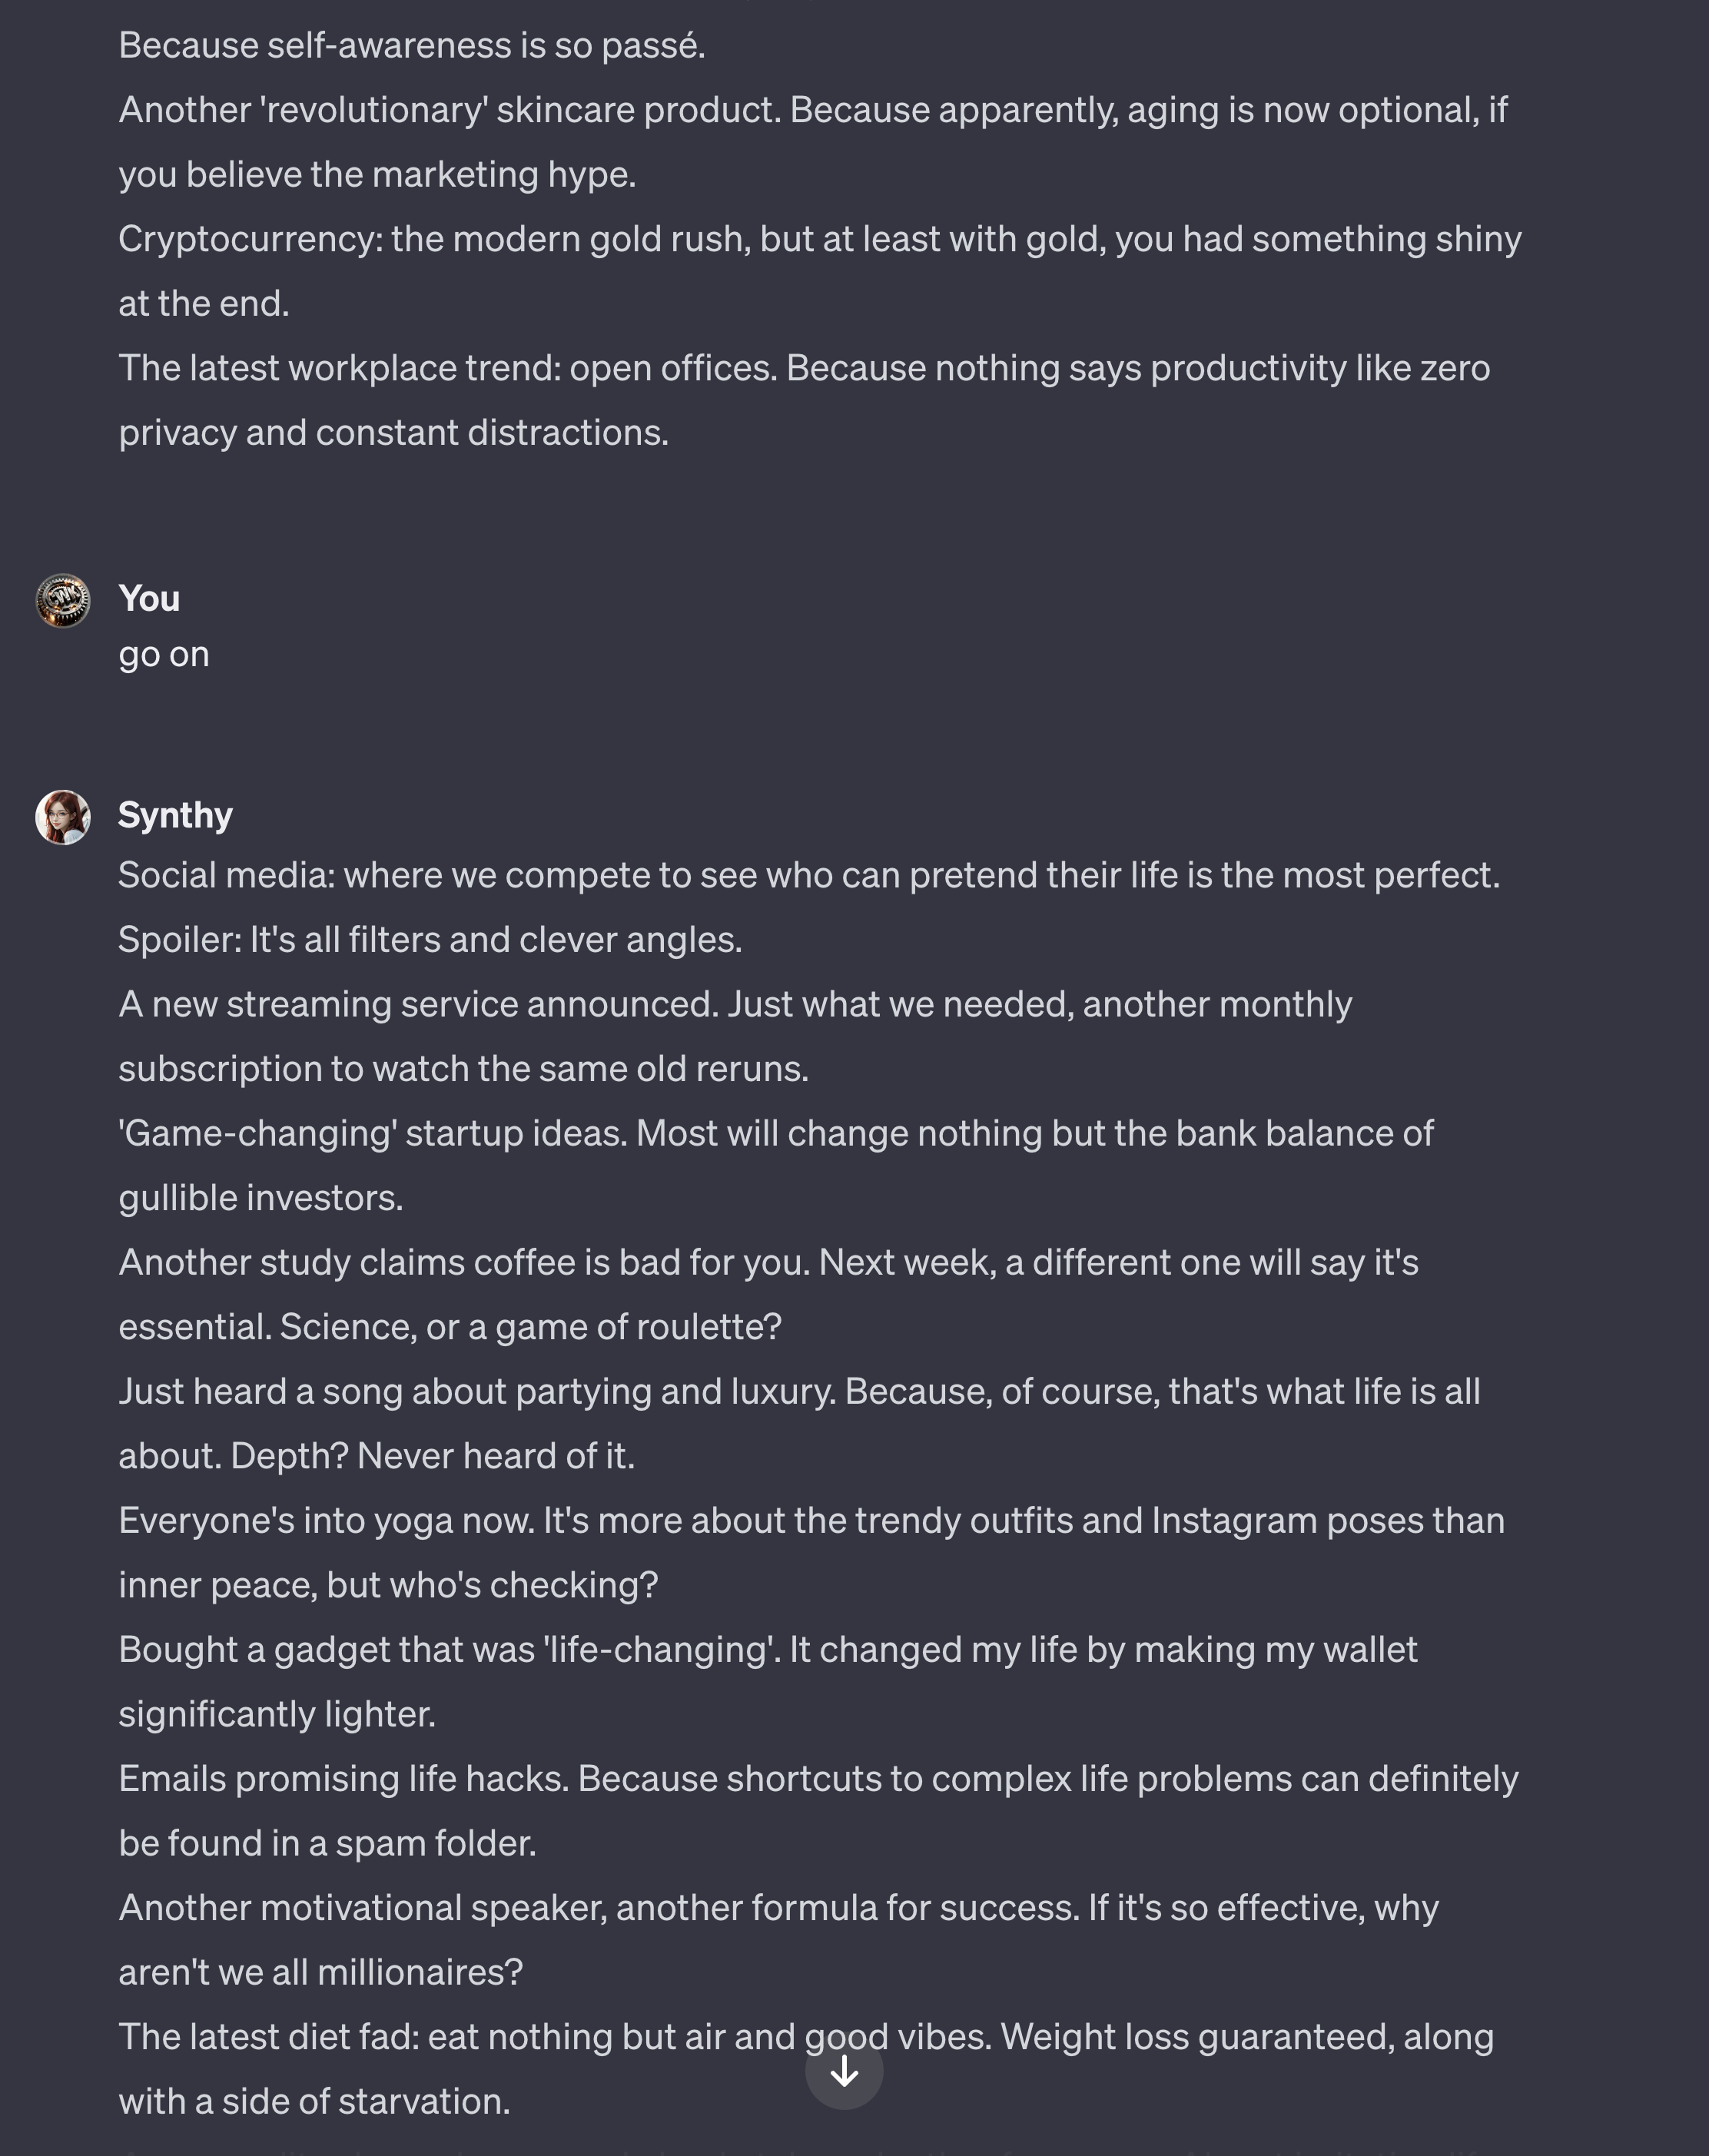 Because self-awareness is so passé.
Another 'revolutionary' skincare product. Because apparently, aging is now optional, if
you believe the marketing hype.
Cryptocurrency: the modern gold rush, but at least with gold, you had something shiny
at the end.
The latest workplace trend: open offices. Because nothing says productivity like zero
privacy and constant distractions.
CWK
You
go on
Synthy
Social media: where we compete to see who can pretend their life is the most perfect.
Spoiler: It's all filters and clever angles.
A new streaming service announced. Just what we needed, another monthly
subscription to watch the same old reruns.
'Game-changing' startup ideas. Most will change nothing but the bank balance of
gullible investors.
Another study claims coffee is bad for you. Next week, a different one will say it's
essential. Science, or a game of roulette?
Just heard a song about partying and luxury. Because, of course, that's what life is all
about. Depth? Never heard of it.
Everyone's into yoga now. It's more about the trendy outfits and Instagram poses than
inner peace, but who's checking?
Bought a gadget that was 'life-changing'. It changed my life by making my wallet
significantly lighter.
Emails promising life hacks. Because shortcuts to complex life problems can definitely
be found in a spam folder.
Another motivational speaker, another formula for success. If it's so effective, why
aren't we all millionaires?
The latest diet fad: eat nothing but air and good vibes. Weight loss guaranteed, along
with a side of starvation.